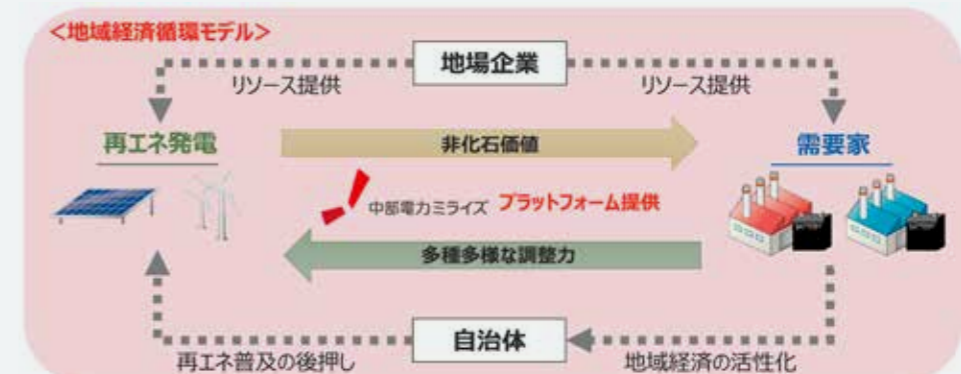 ＜地域経済循環モデル＞
地場企業
リソース提供
リソース提供
再エネ発電
非化石価値
需要家
中部電力ミライズ プラットフォーム提供
多種多様な調整力
自治体
再エネ普及の後押し
地域経済の活性化